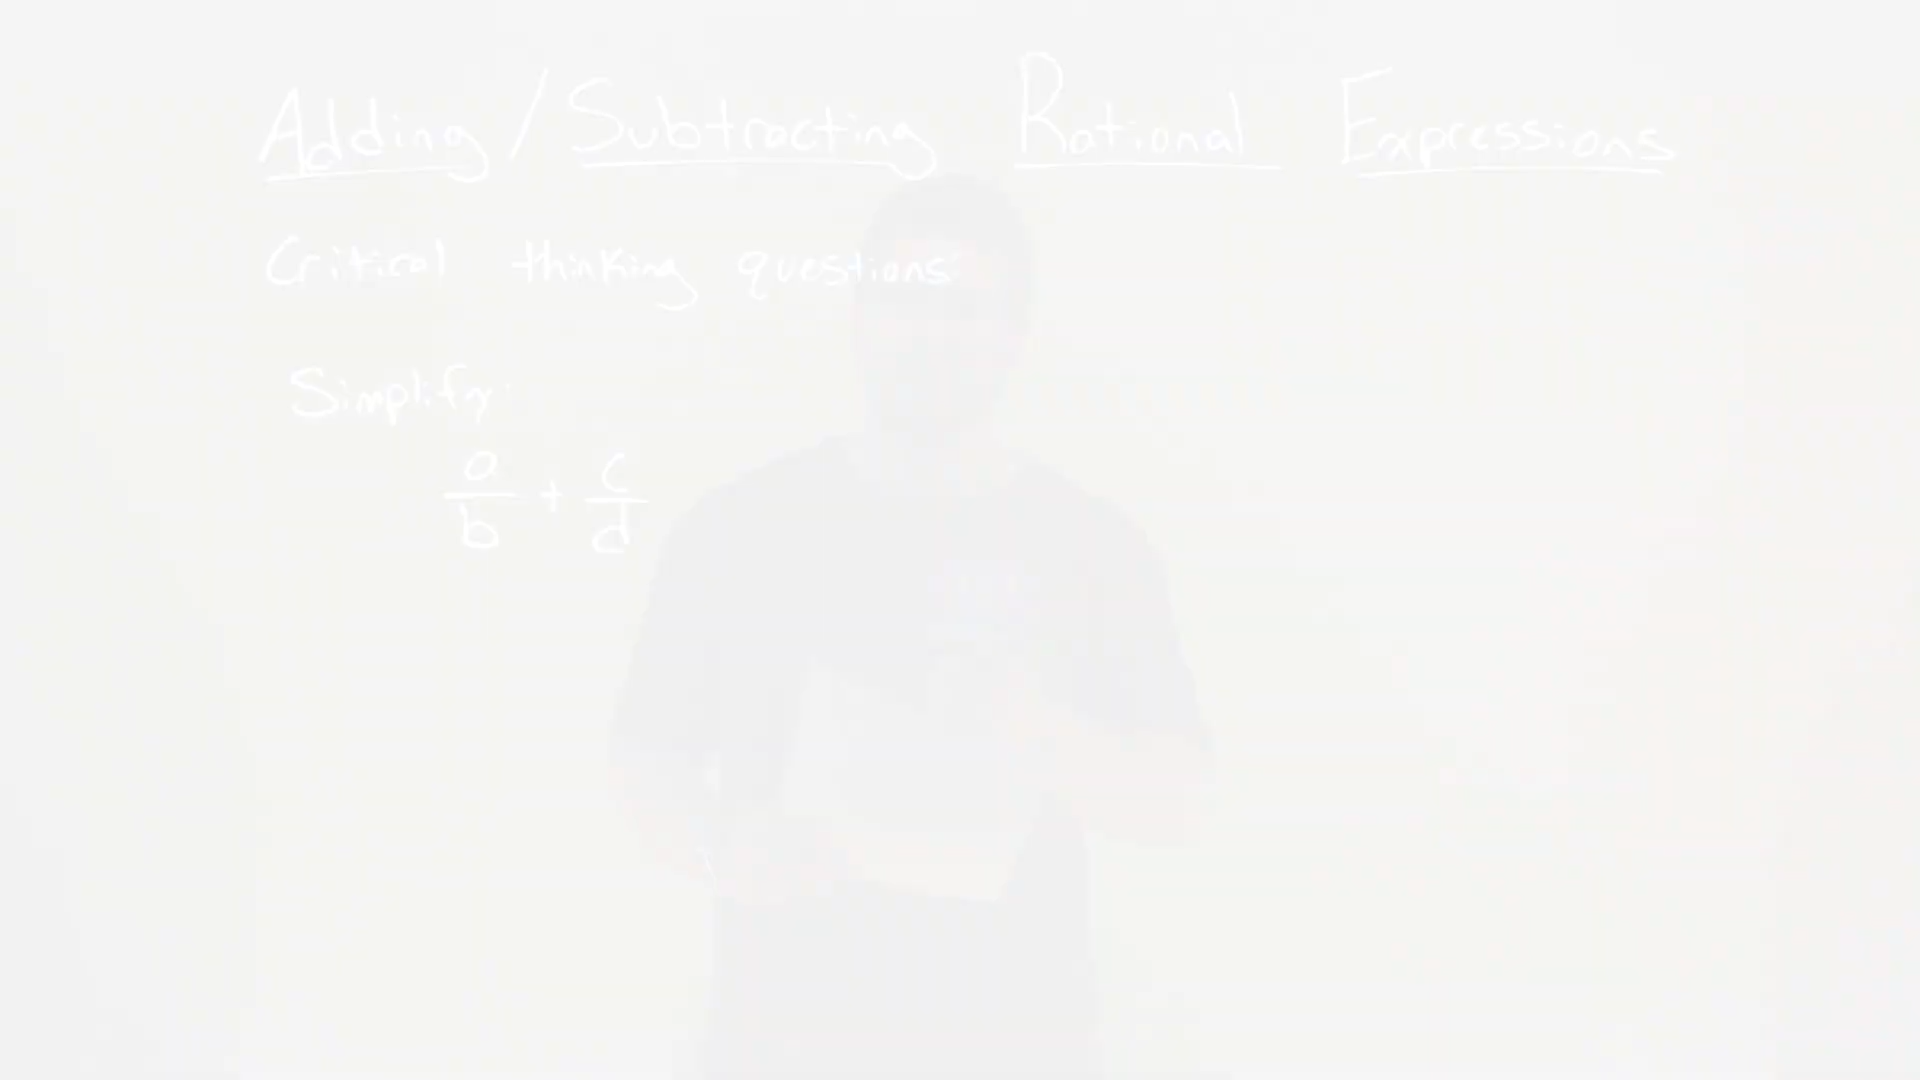 Adding / Subtracting Rational Expressions
Critical thinking questions
Simplify:
a/b + c/d